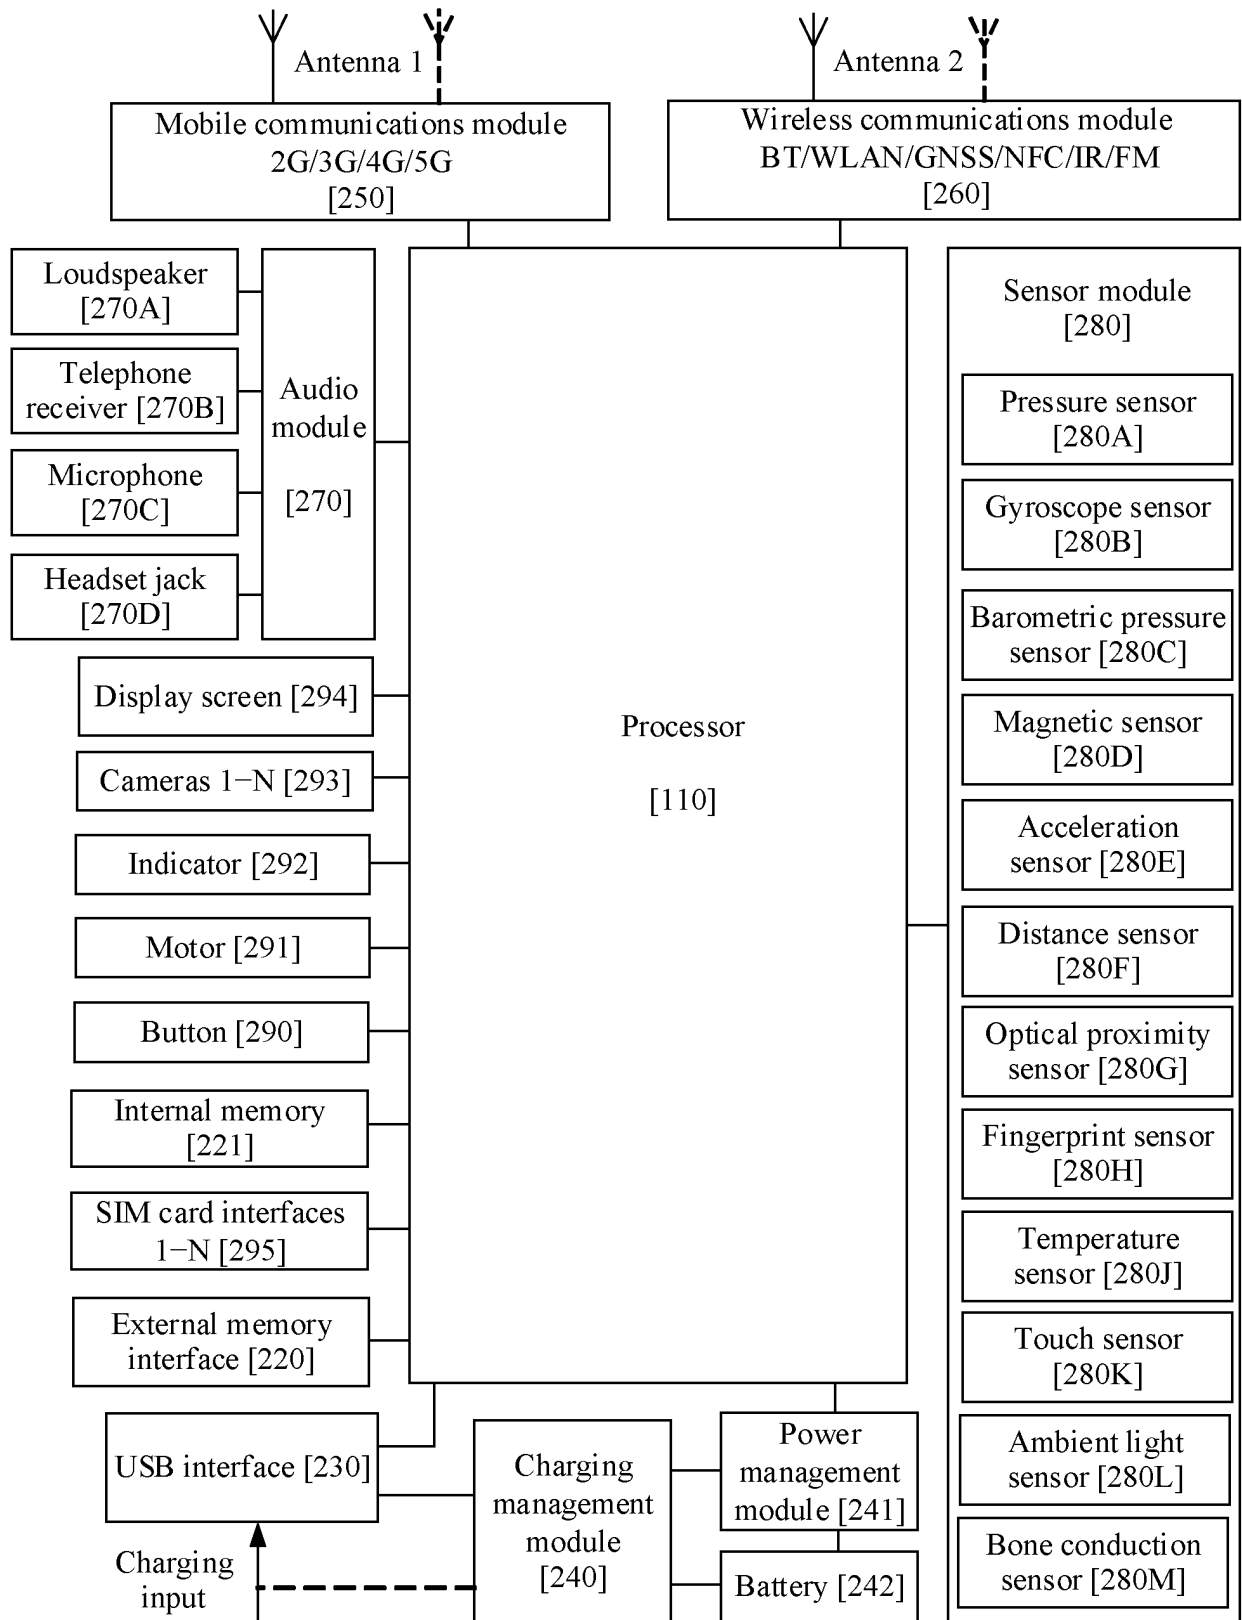 Antenna 1
Antenna 2
Mobile communications module
2G/3G/4G/5G
[250]
Wireless communications module
BT/WLAN/GNSS/NFC/IR/FM
[260]
Loudspeaker
[270A]
Telephone
receiver [270B]
Microphone
[270C]
Headset jack
[270D]
Audio
module
[270]
Display screen [294]
Cameras 1−N [293]
Indicator [292]
Motor [291]
Button [290]
Internal memory
[221]
SIM card interfaces
1−N [295]
External memory
interface [220]
Processor
[110]
Sensor module
[280]
Pressure sensor
[280A]
Gyroscope sensor
[280B]
Barometric pressure
sensor [280C]
Magnetic sensor
[280D]
Acceleration
sensor [280E]
Distance sensor
[280F]
Optical proximity
sensor [280G]
Fingerprint sensor
[280H]
Temperature
sensor [280J]
Touch sensor
[280K]
Ambient light
sensor [280L]
Bone conduction
sensor [280M]
USB interface [230]
Charging
input
Charging
management
module
[240]
Power
management
module [241]
Battery [242]